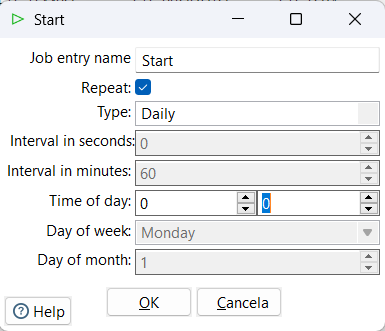 Start
Job entry name Start
Repeat:
Type: Daily
Interval in seconds: 0
Interval in minutes: 60
Time of day: 0 0
Day of week: Monday
Day of month: 1
Help OK Cancela